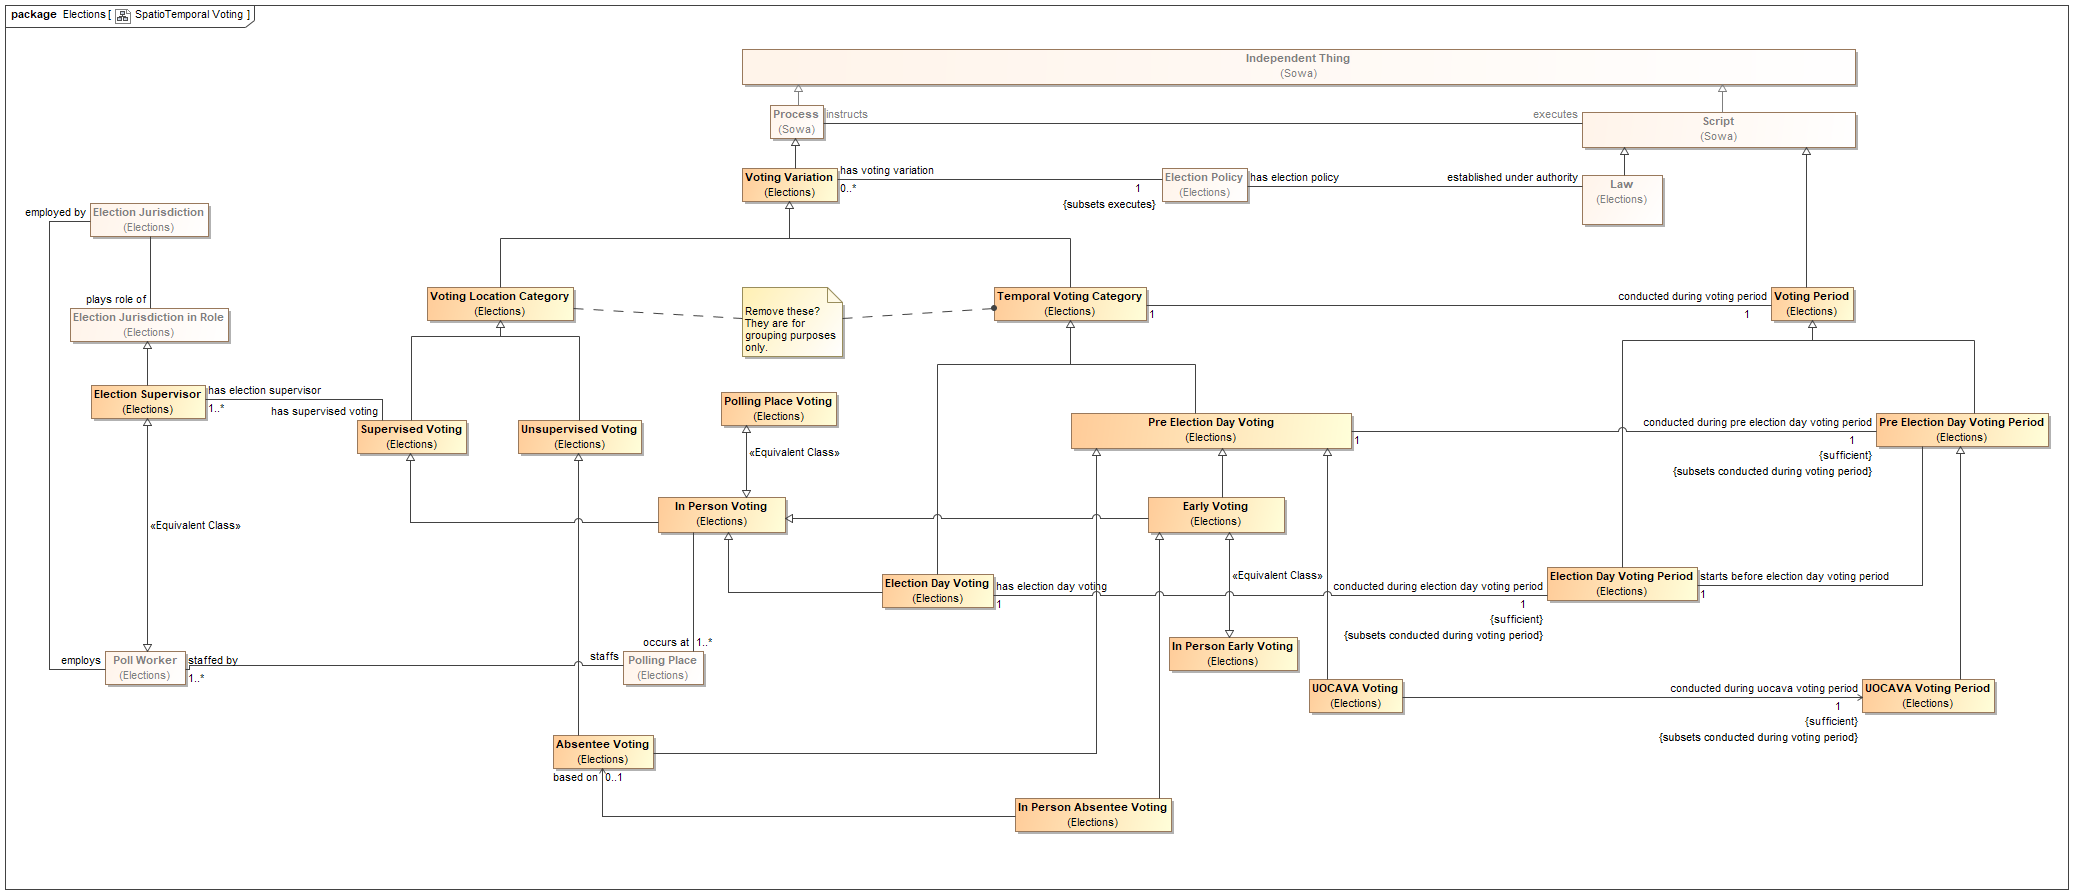 package Elections [ SpatioTemporal Voting ]
Independent Thing
(Sowa)
Process
(Sowa)
instructs
executes
Script
(Sowa)
Voting Variation
(Elections)
has voting variation
0..*
1
{subsets executes}
Election Policy
(Elections)
has election policy
established under authority
Law
(Elections)
employed by
Election Jurisdiction
(Elections)
plays role of
Election Jurisdiction in Role
(Elections)
Voting Location Category
(Elections)
Remove these?
They are for
grouping purposes
only.
Temporal Voting Category
(Elections)
1
conducted during voting period
1
Voting Period
(Elections)
Election Supervisor
(Elections)
has election supervisor
1..*
has supervised voting
Supervised Voting
(Elections)
Unsupervised Voting
(Elections)
Polling Place Voting
(Elections)
«Equivalent Class»
Pre Election Day Voting
(Elections)
1
conducted during pre election day voting period
1
{sufficient}
{subsets conducted during voting period}
Pre Election Day Voting Period
(Elections)
In Person Voting
(Elections)
Early Voting
(Elections)
«Equivalent Class»
«Equivalent Class»
Election Day Voting
(Elections)
has election day voting
1
conducted during election day voting period
1
{sufficient}
{subsets conducted during voting period}
Election Day Voting Period
(Elections)
starts before election day voting period
1
In Person Early Voting
(Elections)
employs
Poll Worker
(Elections)
staffed by
1..*
staffs
occurs at
1..*
Polling Place
(Elections)
UOCAVA Voting
(Elections)
conducted during uocava voting period
1
{sufficient}
{subsets conducted during voting period}
UOCAVA Voting Period
(Elections)
Absentee Voting
(Elections)
based on
0..1
In Person Absentee Voting
(Elections)